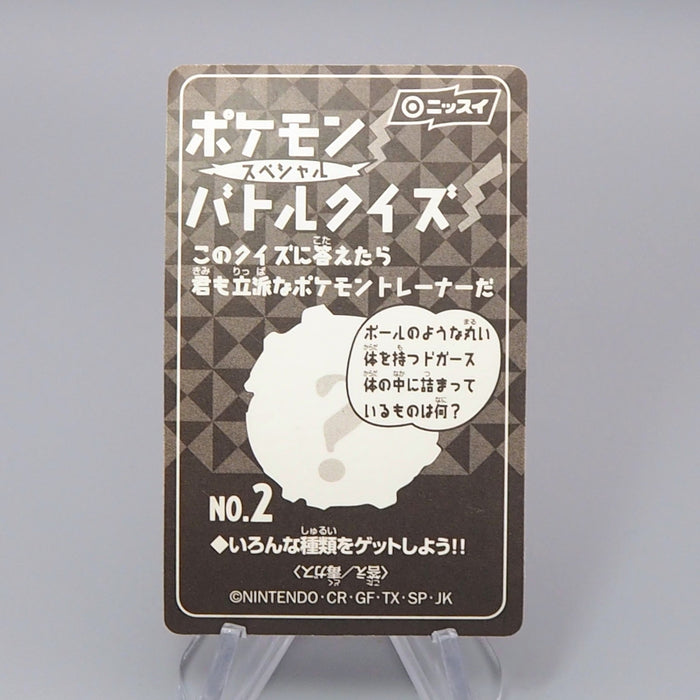 ニッスイ
ポケモン
スペシャル
バトルクイズ
このクイズに答えたら
君も立派なポケモントレーナーだ
ボールのような丸い
体を持つドガース
体の中に詰まって
いるものは何？
?
NO.2
◆いろんな種類をゲットしよう!!
〈答え／毒ガス〉
©NINTENDO・CR・GF・TX・SP・JK